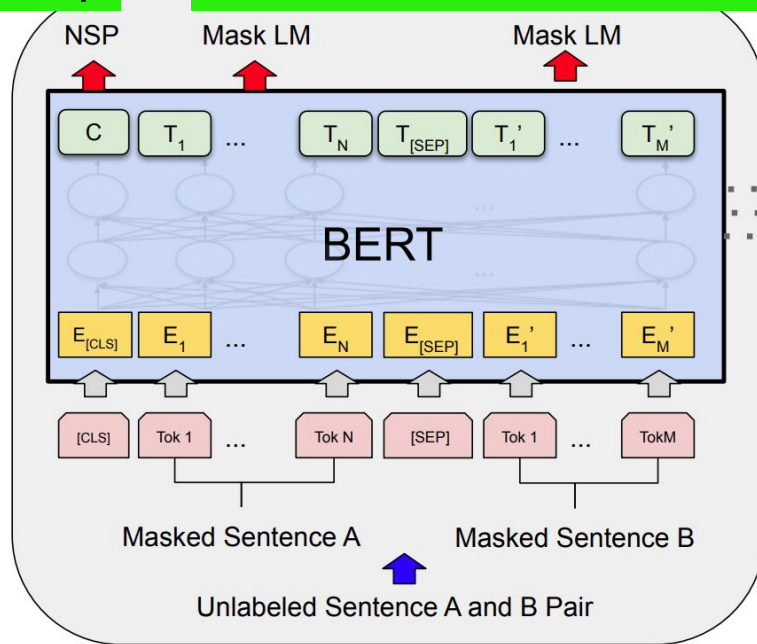 NSP Mask LM Mask LM
C T1 ... TN T[SEP] T1' ... TM'
...
BERT
...
E[CLS] E1 ... EN E[SEP] E1' ... EM'
[CLS] Tok 1 ... Tok N [SEP] Tok 1 ... TokM
Masked Sentence A Masked Sentence B
Unlabeled Sentence A and B Pair